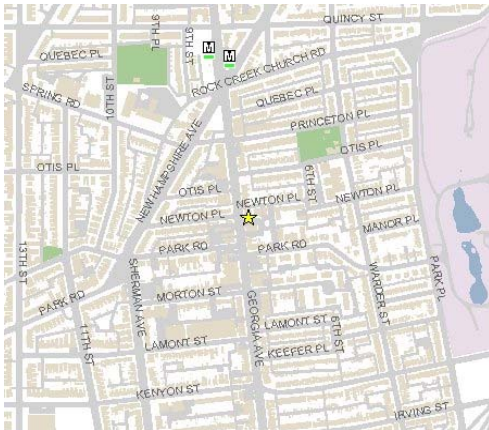 QUINCY ST
9TH PL
9TH ST
M
M
QUEBEC PL
ROCK CREEK CHURCH RD
SPRING RD
10TH ST
QUEBEC PL
PRINCETON PL
NEW HAMPSHIRE AVE
OTIS PL
OTIS PL
6TH ST
OTIS PL
NEWTON PL
NEWTON PL
NEWTON PL
MANOR PL
13TH ST
PARK RD
PARK RD
SHERMAN AVE
WARDER ST
PARK PL
PARK RD
MORTON ST
GEORGIA AVE
11TH ST
LAMONT ST
LAMONT ST
6TH ST
KEEFER PL
KENYON ST
IRVING ST